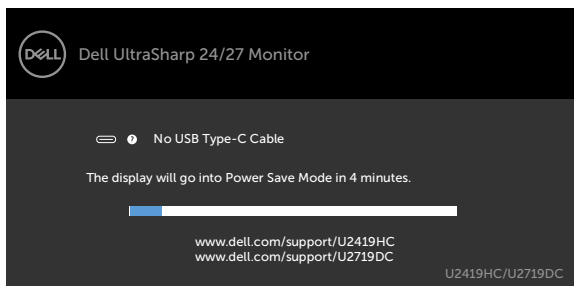 DELL
Dell UltraSharp 24/27 Monitor
? No USB Type-C Cable
The display will go into Power Save Mode in 4 minutes.
www.dell.com/support/U2419HC
www.dell.com/support/U2719DC
U2419HC/U2719DC